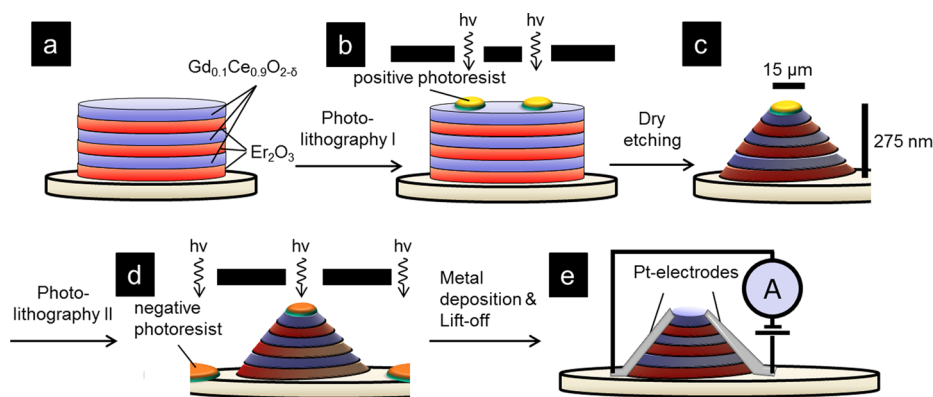 a
Gd0.1Ce0.9O2-δ
Er2O3
Photo-
lithography I
b
hν
hν
positive photoresist
Dry
etching
c
15 µm
275 nm
Photo-
lithography II
d
hν
hν
hν
negative
photoresist
Metal
deposition &
Lift-off
e
Pt-electrodes
A